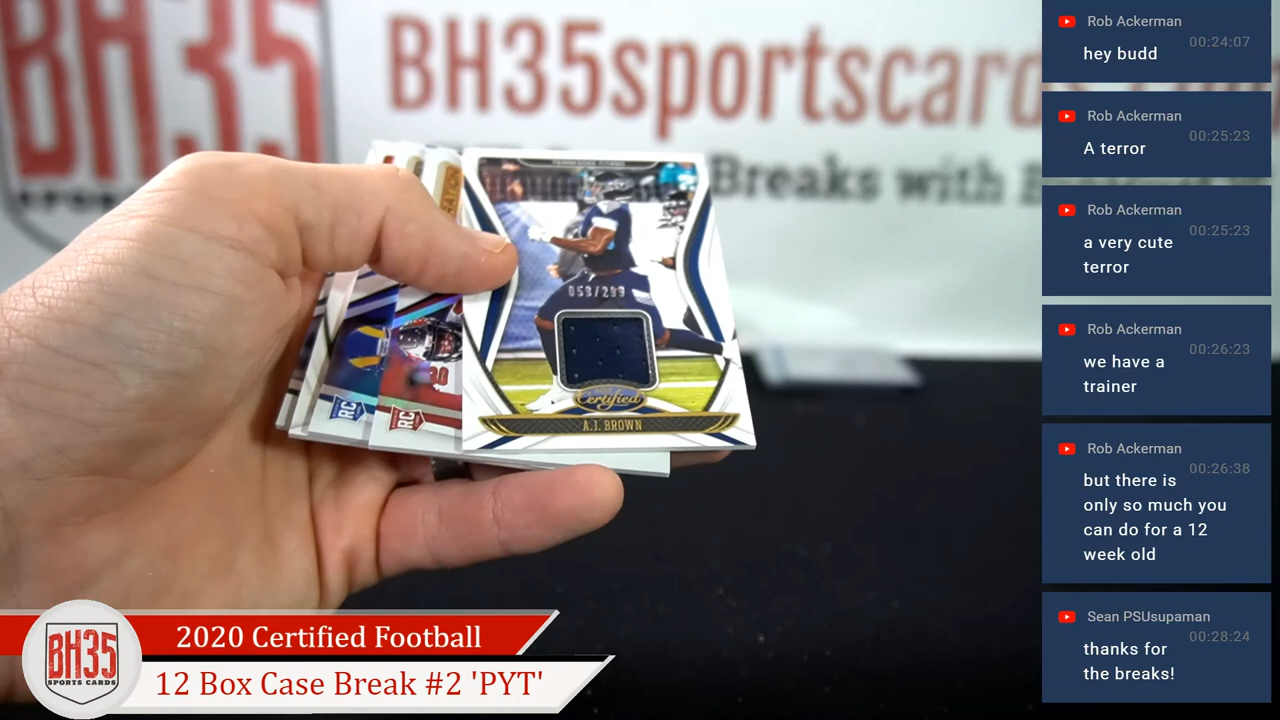 BH35
SPORTS
BH35sportscards
Breaks with
TENNESSEE TITANS
053/299
Certified
A.J. BROWN
RC
RC
BH35
SPORTS CARDS
2020 Certified Football
12 Box Case Break #2 'PYT'
Rob Ackerman
00:24:07
hey budd
Rob Ackerman
00:25:23
A terror
Rob Ackerman
00:25:23
a very cute
terror
Rob Ackerman
00:26:23
we have a
trainer
Rob Ackerman
00:26:38
but there is
only so much you
can do for a 12
week old
Sean PSUsupaman
00:28:24
thanks for
the breaks!